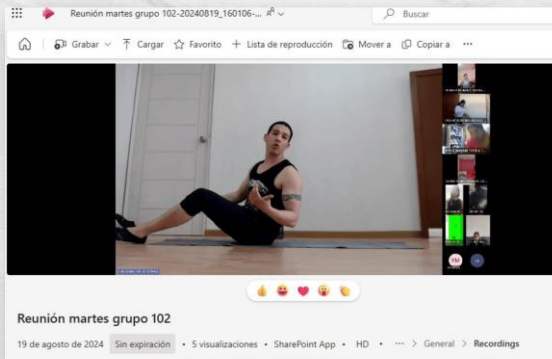 Reunión martes grupo 102-20240819_160106-...
Buscar
Grabar Cargar Favorito Lista de reproducción Mover a Copiar a ...
HM
Reunión martes grupo 102
19 de agosto de 2024 Sin expiración • 5 visualizaciones • SharePoint App • HD • ... > General > Recordings